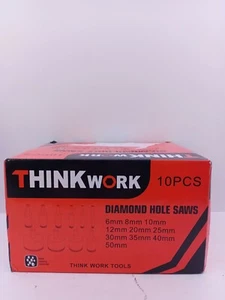 THINKWORK
10PCS
DIAMOND HOLE SAWS
6mm 8mm 10mm
12mm 20mm 25mm
30mm 35mm 40mm
50mm
THINK WORK TOOLS